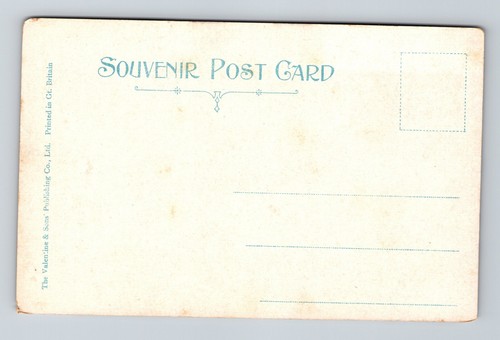 SOUVENIR POST CARD
The Valentine & Sons' Publishing Co., Ltd. Printed in Gt. Britain